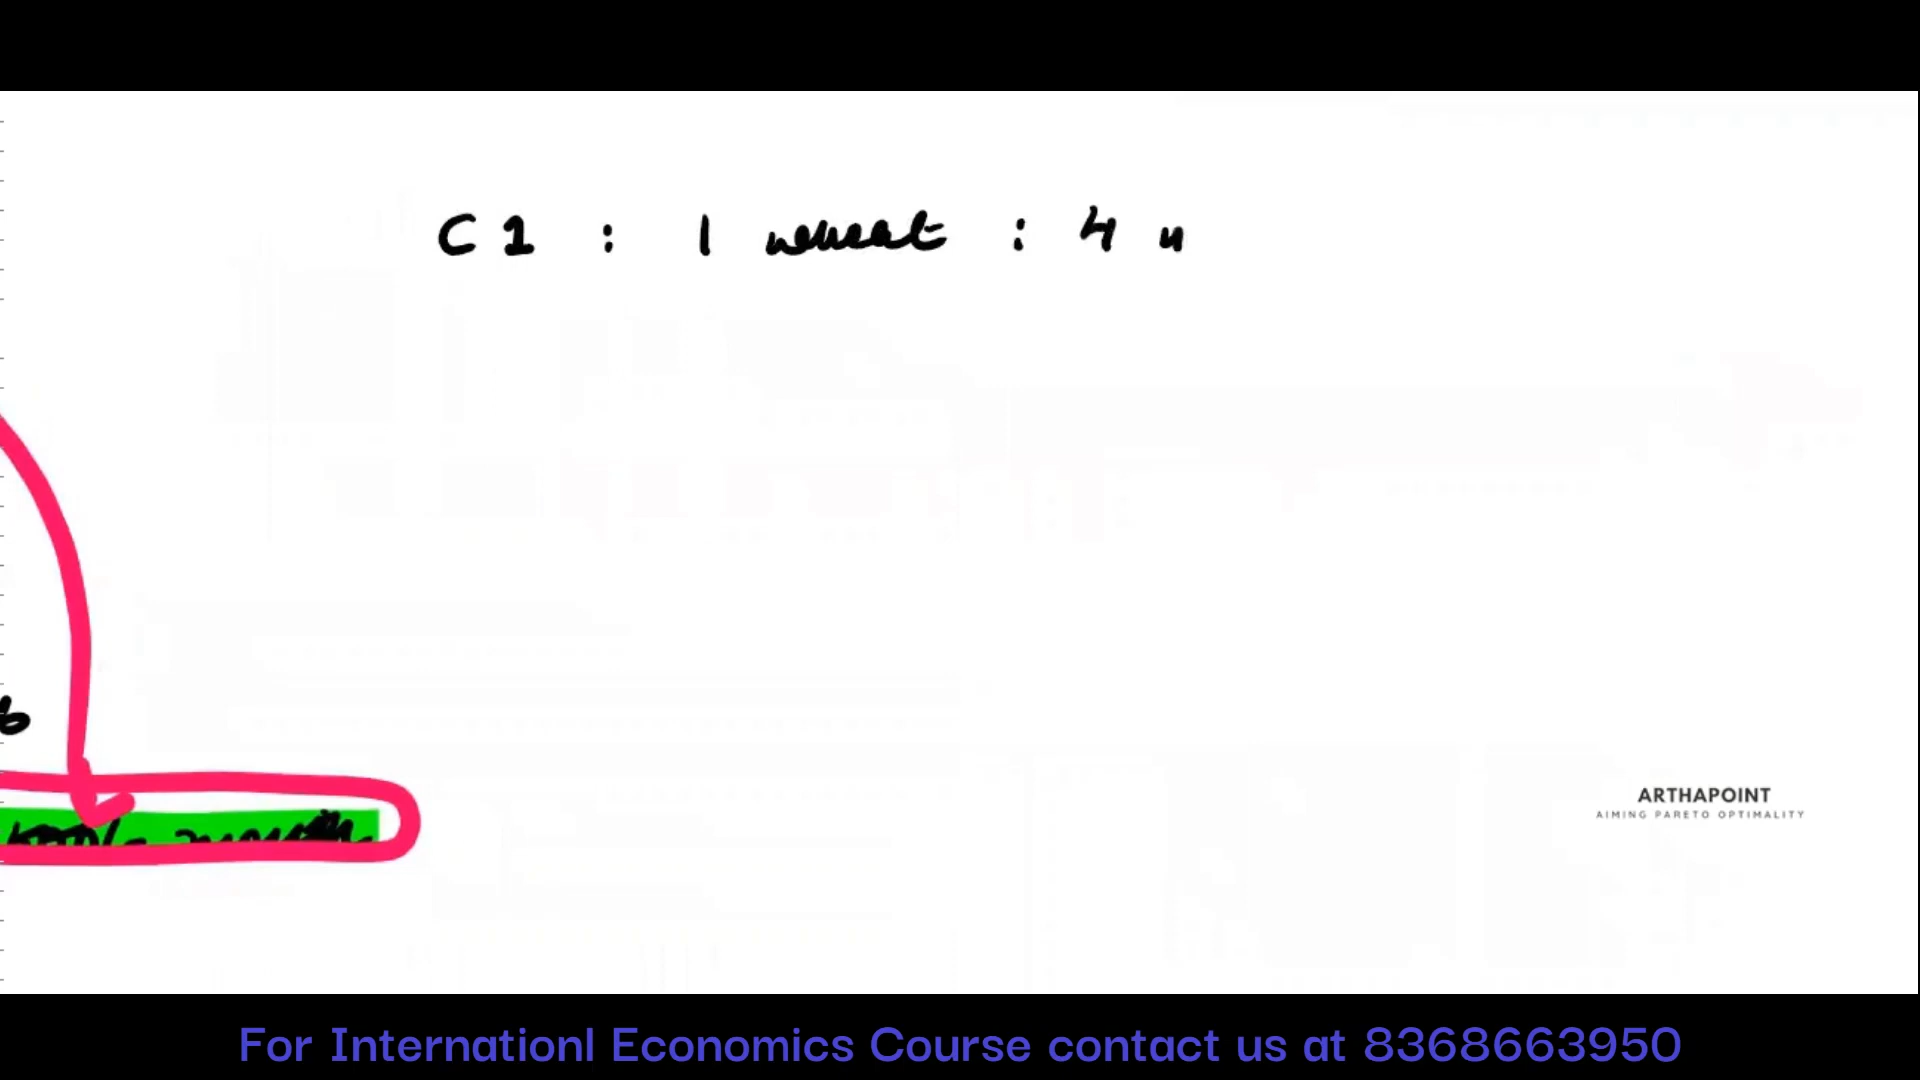 C1 : 1 wheat : 4 u
ARTHAPOINT
AIMING PARETO OPTIMALITY
For Internationl Economics Course contact us at 8368663950